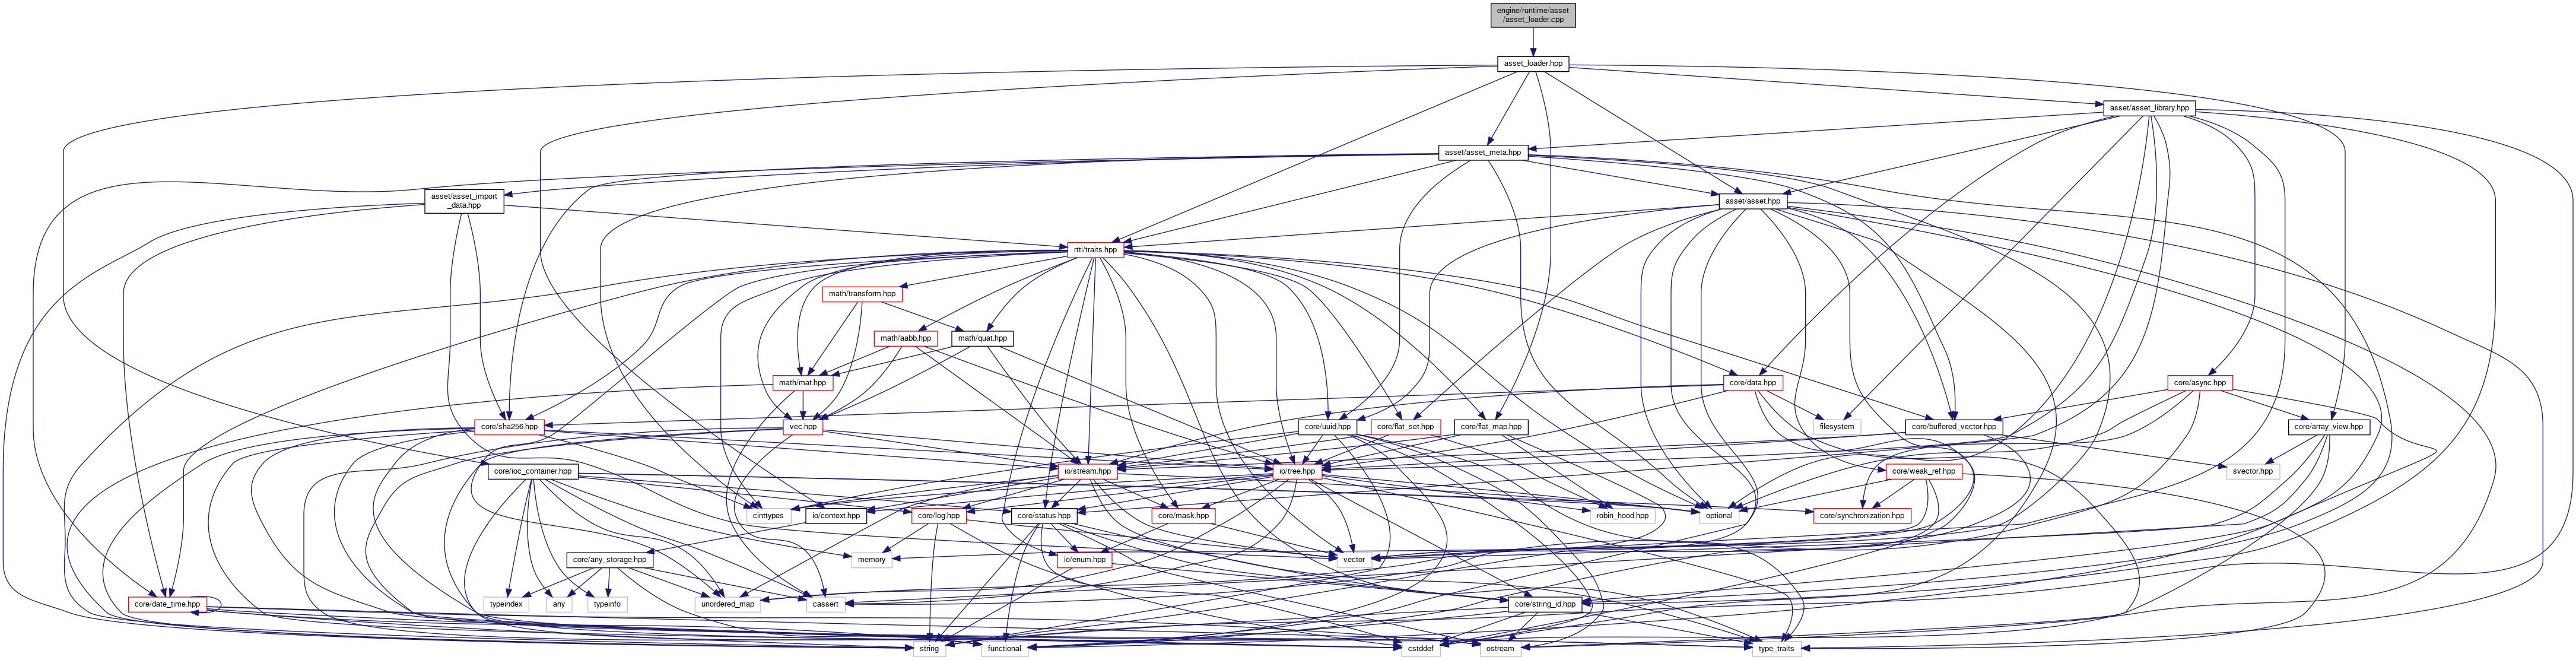 engine/runtime/asset
/asset_loader.cpp
asset_loader.hpp
asset/asset_library.hpp
asset/asset_meta.hpp
asset/asset_import
_data.hpp
asset/asset.hpp
rtti/traits.hpp
math/transform.hpp
math/aabb.hpp
math/quat.hpp
math/mat.hpp
core/data.hpp
core/async.hpp
core/sha256.hpp
vec.hpp
core/uuid.hpp
core/flat_set.hpp
core/flat_map.hpp
filesystem
core/buffered_vector.hpp
core/array_view.hpp
core/ioc_container.hpp
io/stream.hpp
io/tree.hpp
core/weak_ref.hpp
svector.hpp
cinttypes
io/context.hpp
core/log.hpp
core/status.hpp
core/mask.hpp
robin_hood.hpp
optional
core/synchronization.hpp
core/any_storage.hpp
memory
io/enum.hpp
vector
core/date_time.hpp
typeindex
any
typeinfo
unordered_map
cassert
core/string_id.hpp
string
functional
cstddef
ostream
type_traits